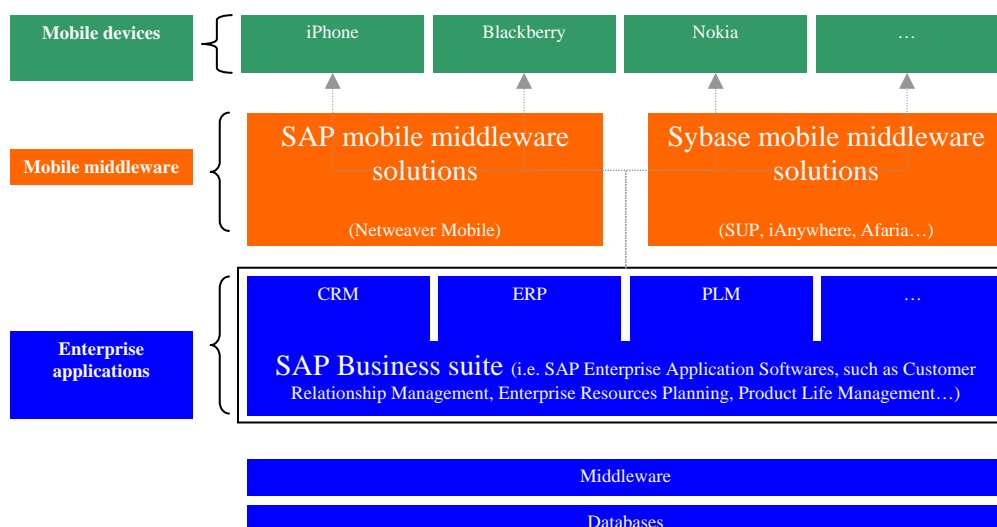 Mobile devices
iPhone
Blackberry
Nokia
…
Mobile middleware
SAP mobile middleware
solutions
(Netweaver Mobile)
Sybase mobile middleware
solutions
(SUP, iAnywhere, Afaria…)
Enterprise
applications
CRM
ERP
PLM
…
SAP Business suite (i.e. SAP Enterprise Application Softwares, such as Customer
Relationship Management, Enterprise Resources Planning, Product Life Management…)
Middleware
Databases